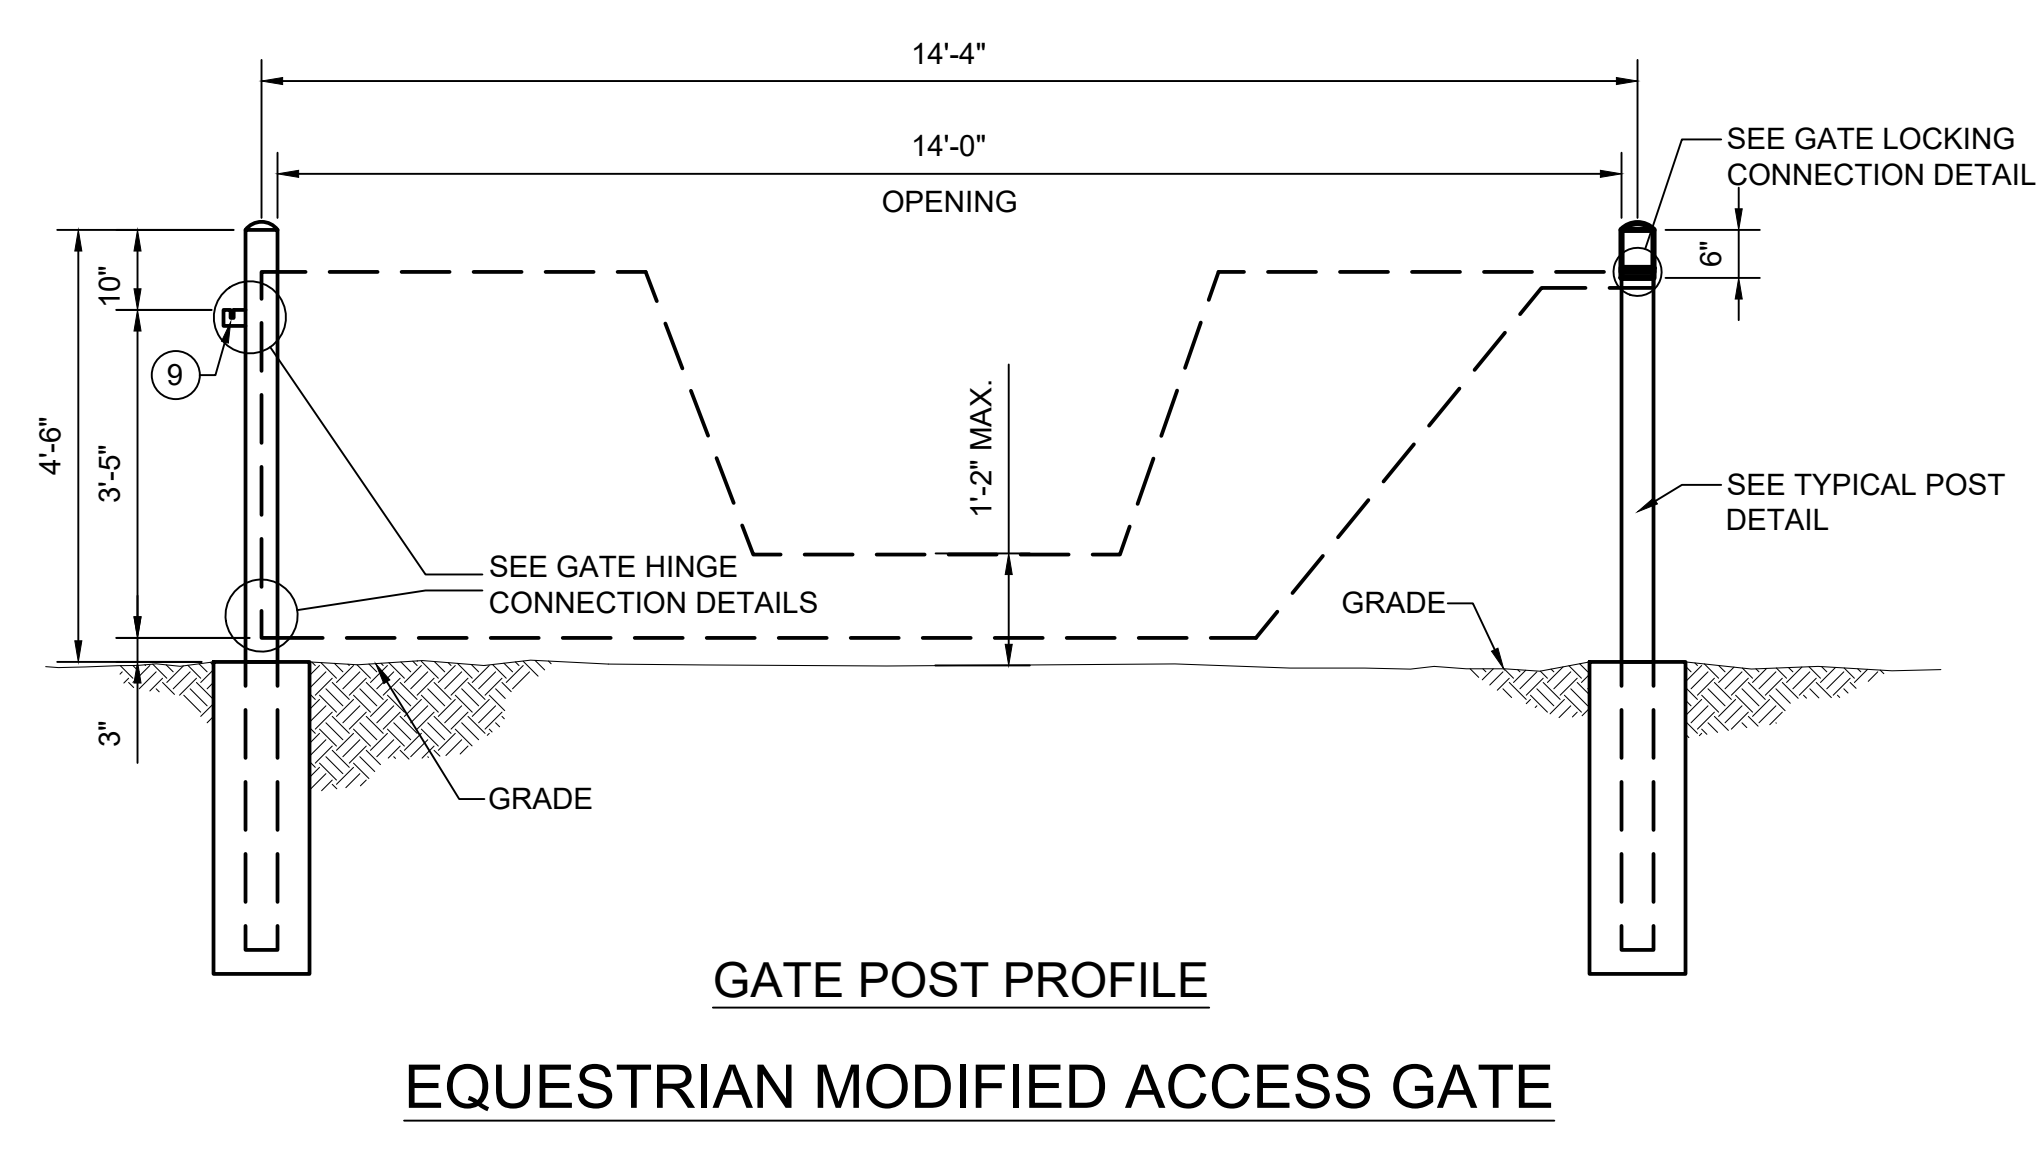 14'-4"
14'-0"
OPENING
SEE GATE LOCKING
CONNECTION DETAIL
6"
10"
9
4'-6"
3'-5"
1'-2" MAX.
SEE TYPICAL POST
DETAIL
SEE GATE HINGE
CONNECTION DETAILS
GRADE
3"
GRADE
GATE POST PROFILE
EQUESTRIAN MODIFIED ACCESS GATE